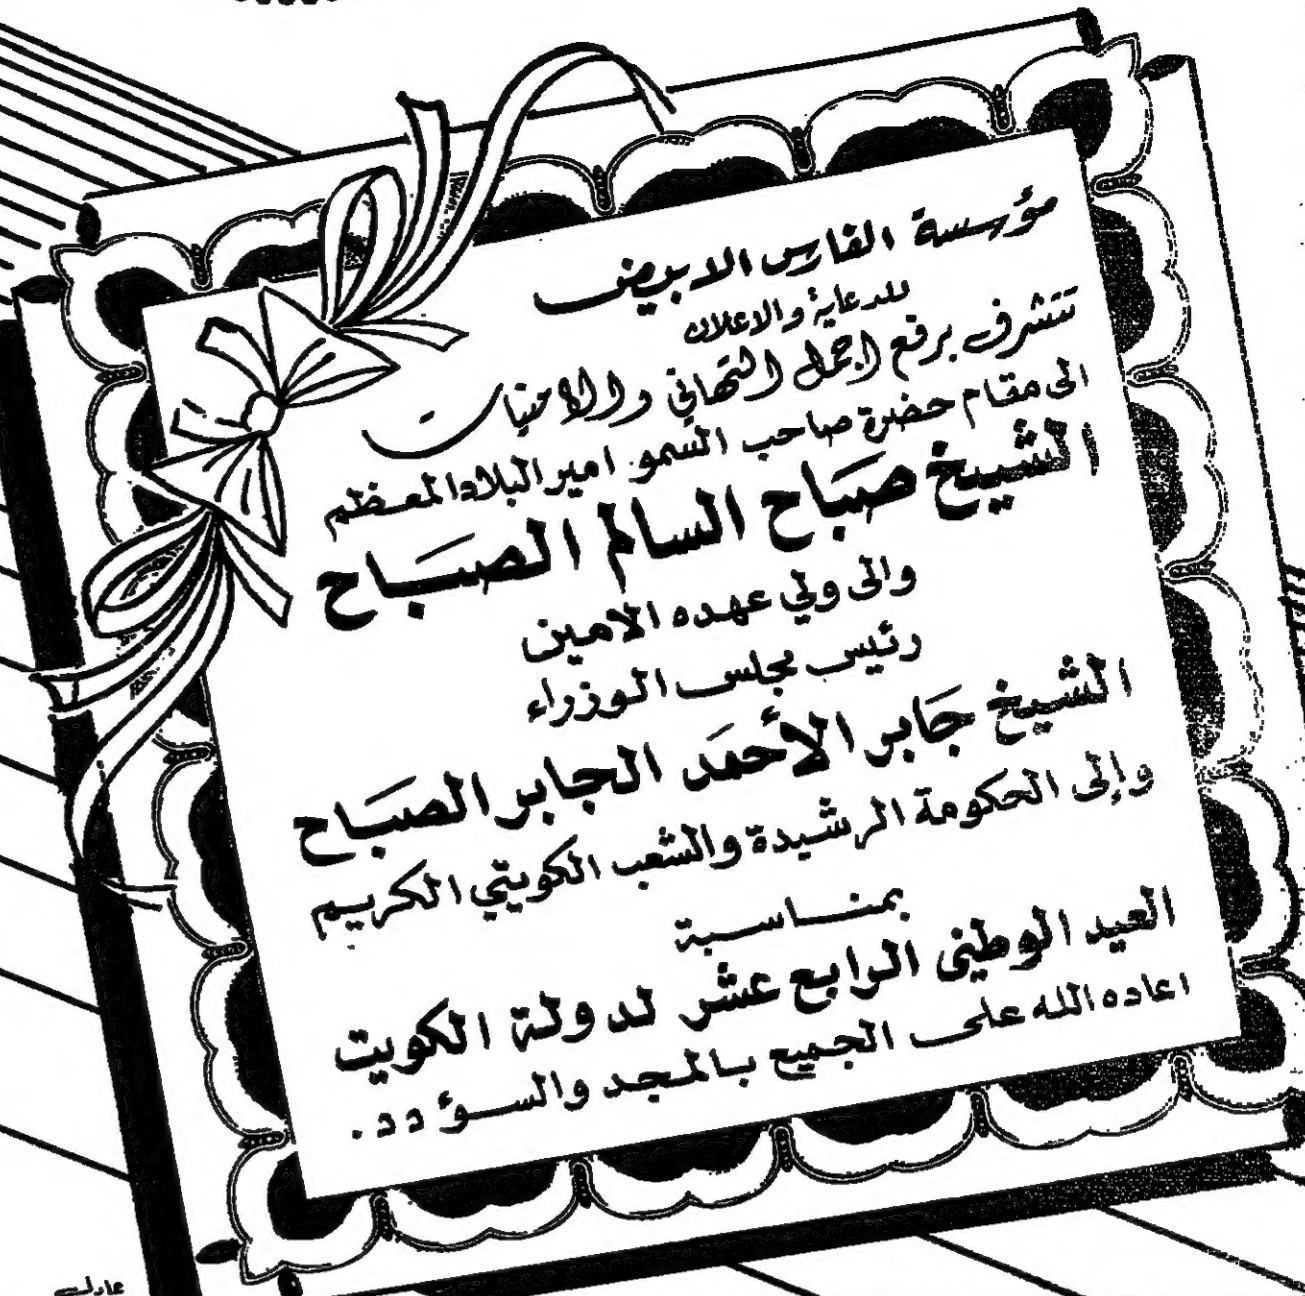 مؤسسة الفارس الابيض
للدعاية والاعلان
تتشرف برفع اجمل التهاني والامنيات
الى مقام حضرة صاحب السمو امير البلاد المعظم
الشيخ صباح السالم الصباح
والى ولي عهده الامين
رئيس مجلس الوزراء
الشيخ جابر الأحمد الجابر الصباح
وإلى الحكومة الرشيدة والشعب الكويتي الكريم
بمناسبة
العيد الوطني الرابع عشر لدولة الكويت
اعاده الله على الجميع بالمجد والسؤدد.
عادل